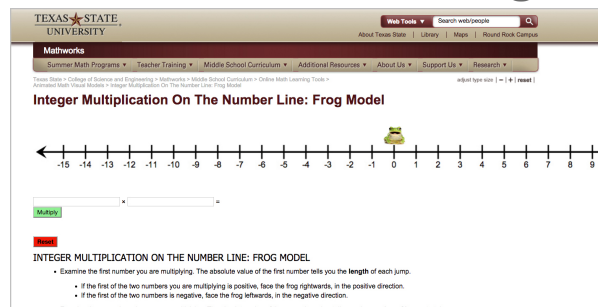 TEXAS STATE
UNIVERSITY
Web Tools ▼ Search web/people
About Texas State | Library | Maps | Round Rock Campus
Mathworks
Summer Math Programs ▼ Teacher Training ▼ Middle School Curriculum ▼ Additional Resources ▼ About Us ▼ Support Us ▼ Research ▼
Texas State > College of Science and Engineering > Mathworks > Middle School Curriculum > Online Math Learning Tools >
Animated Math Visual Models > Integer Multiplication On The Number Line: Frog Model
adjust type size | − | + | reset |
Integer Multiplication On The Number Line: Frog Model
-15 -14 -13 -12 -11 -10 -9 -8 -7 -6 -5 -4 -3 -2 -1 0 1 2 3 4 5 6 7 8 9
× =
Multiply
Reset
INTEGER MULTIPLICATION ON THE NUMBER LINE: FROG MODEL
• Examine the first number you are multiplying. The absolute value of the first number tells you the length of each jump.
• If the first of the two numbers you are multiplying is positive, face the frog rightwards, in the positive direction.
• If the first of the two numbers is negative, face the frog leftwards, in the negative direction.